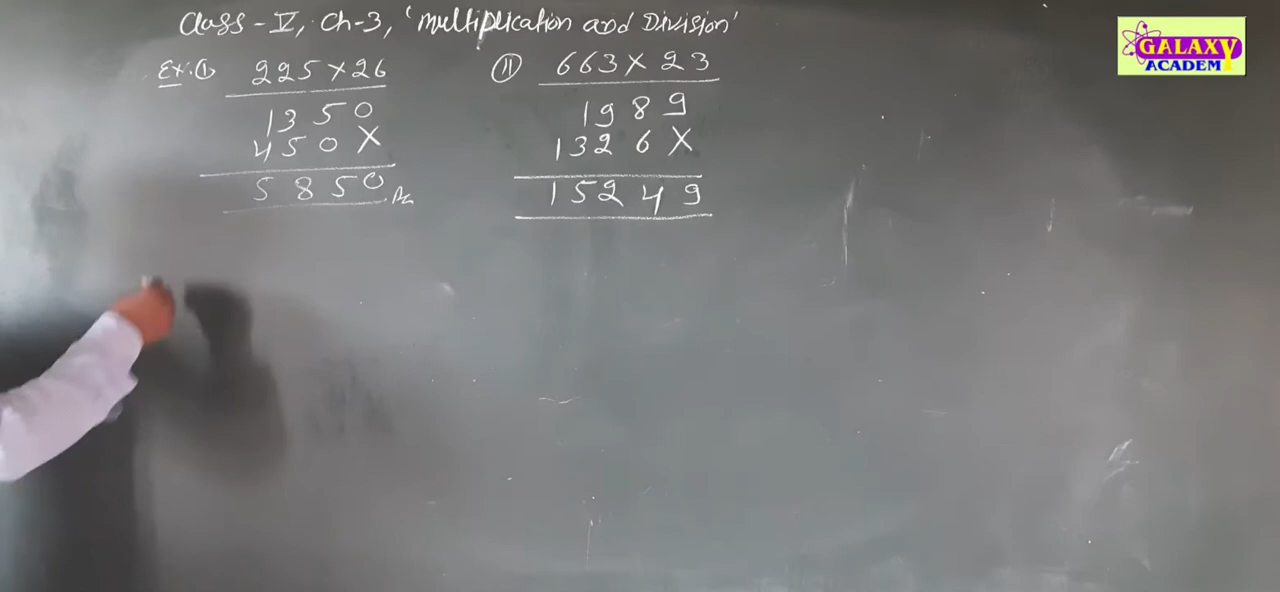 Class - V, Ch-3, 'Multiplication and Division'
Ex. ① 225 × 26
1350
450 ×
5850 Ans
⑪ 663 × 23
1989
1326 ×
15249
GALAXY
ACADEM